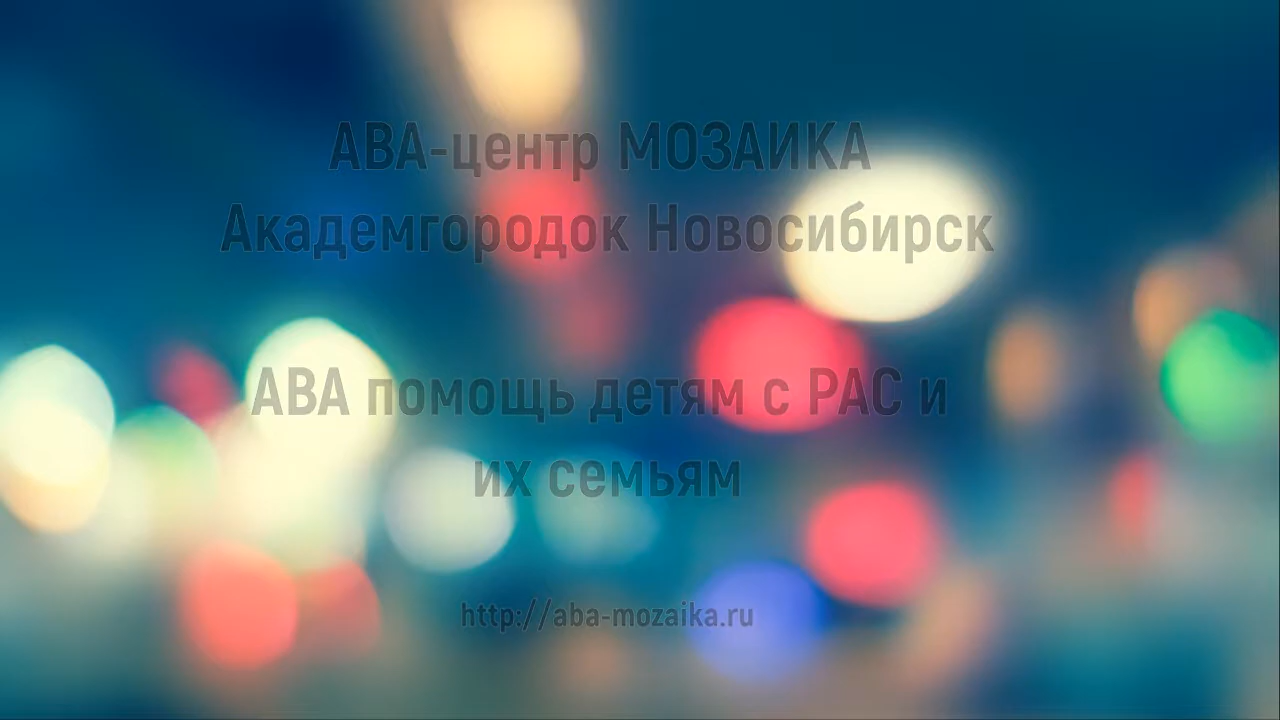 АВА-центр МОЗАИКА
Академгородок Новосибирск
АВА помощь детям с РАС и
их семьям
http://aba-mozaika.ru